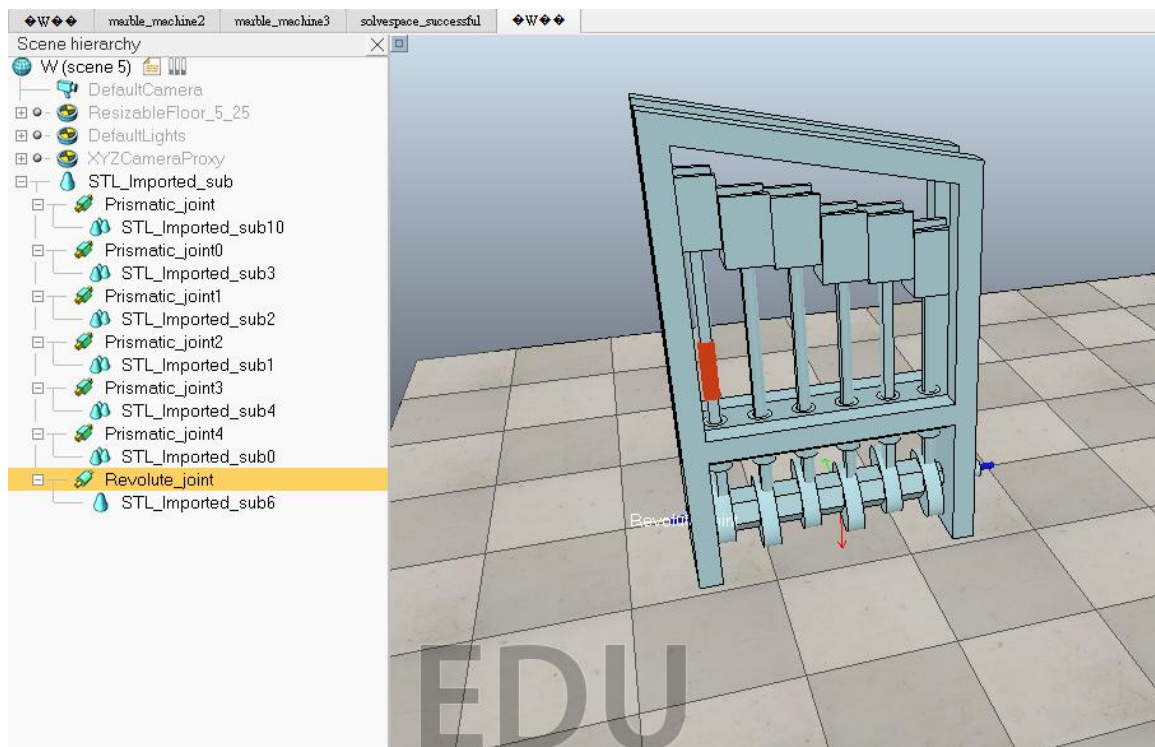 �W�� marble_machine2 marble_machine3 solvespace_successful �W��
Scene hierarchy
W (scene 5)
DefaultCamera
ResizableFloor_5_25
DefaultLights
XYZCameraProxy
STL_Imported_sub
Prismatic_joint
STL_Imported_sub10
Prismatic_joint0
STL_Imported_sub3
Prismatic_joint1
STL_Imported_sub2
Prismatic_joint2
STL_Imported_sub1
Prismatic_joint3
STL_Imported_sub4
Prismatic_joint4
STL_Imported_sub0
Revolute_joint
STL_Imported_sub6
Revolute_joint
EDU